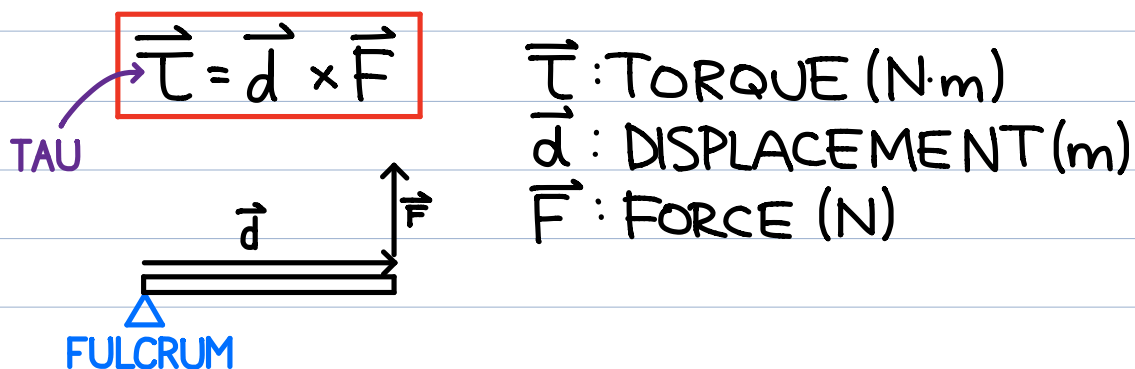 τ⃗ = d⃗ × F⃗
TAU
τ⃗ : TORQUE (N·m)
d⃗ : DISPLACEMENT (m)
F⃗ : FORCE (N)
d⃗
F⃗
FULCRUM